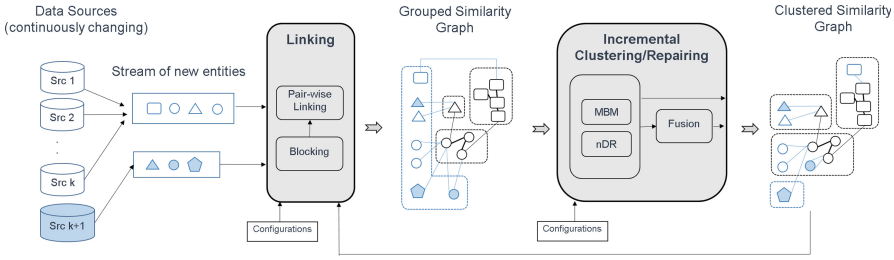 Data Sources
(continuously changing)
Src 1
Src 2
.
.
Src k
Src k+1
Stream of new entities
Linking
Pair-wise
Linking
Blocking
Configurations
Grouped Similarity
Graph
Incremental
Clustering/Repairing
MBM
nDR
Fusion
Configurations
Clustered Similarity
Graph